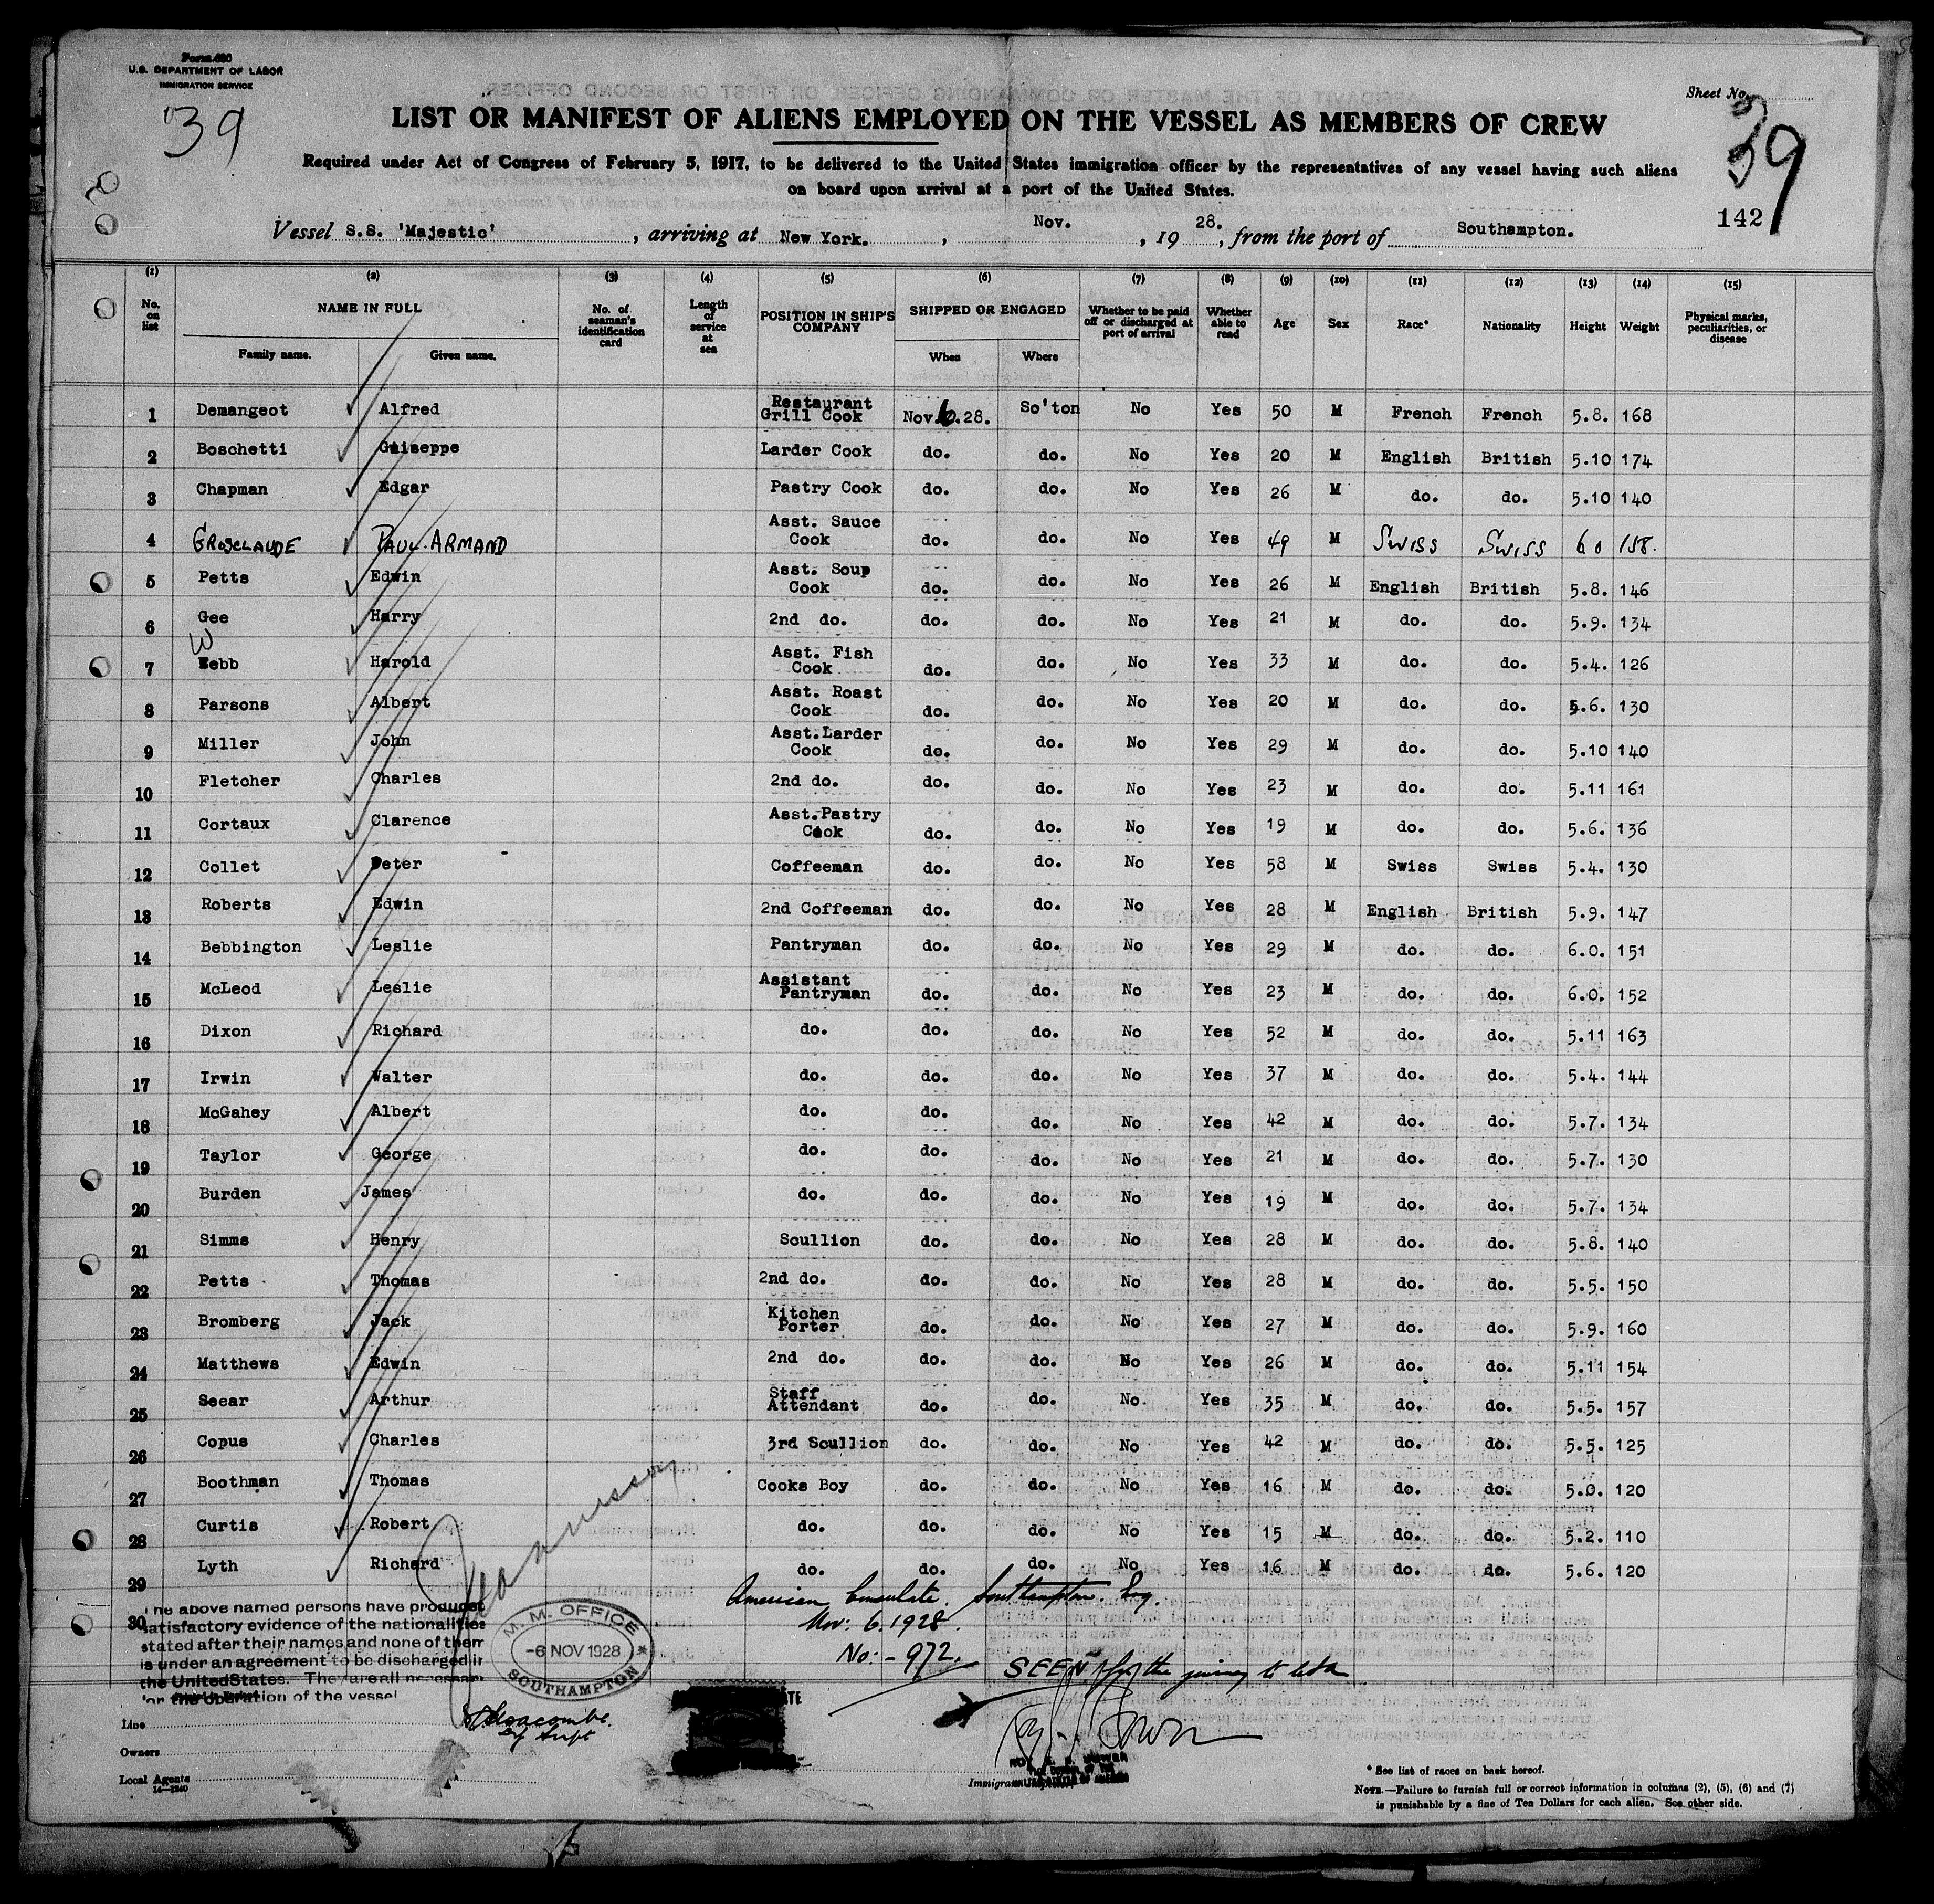 Form 680
U.S. DEPARTMENT OF LABOR
IMMIGRATION SERVICE
39
Sheet No.
39
LIST OR MANIFEST OF ALIENS EMPLOYED ON THE VESSEL AS MEMBERS OF CREW
Required under Act of Congress of February 5, 1917, to be delivered to the United States immigration officer by the representatives of any vessel having such aliens
on board upon arrival at a port of the United States.
142
Vessel S.S. 'Majestic', arriving at New York., Nov., 19 28., from the port of Southampton.
(1) (2) (3) (4) (5) (6) (7) (8) (9) (10) (11) (12) (13) (14) (15)
No. on list NAME IN FULL No. of seaman's identification card Length of service at sea POSITION IN SHIP'S COMPANY SHIPPED OR ENGAGED Whether to be paid off or discharged at port of arrival Whether able to read Age Sex Race* Nationality Height Weight Physical marks, peculiarities, or disease
Family name. Given name. When Where
1 Demangeot Alfred Restaurant Grill Cook Nov.6.28. So'ton No Yes 50 M French French 5.8. 168
2 Boschetti Guiseppe Larder Cook do. do. No Yes 20 M English British 5.10 174
3 Chapman Edgar Pastry Cook do. do. No Yes 26 M do. do. 5.10 140
4 GROSCLAUDE PAUL ARMAND Asst. Sauce Cook do. do. No Yes 49 M SWISS SWISS 6 0 158.
5 Petts Edwin Asst. Soup Cook do. do. No Yes 26 M English British 5.8. 146
6 Gee Harry 2nd do. do. do. No Yes 21 M do. do. 5.9. 134
7 Webb Harold Asst. Fish Cook do. do. No Yes 33 M do. do. 5.4. 126
8 Parsons Albert Asst. Roast Cook do. do. No Yes 20 M do. do. 5.6. 130
9 Miller John Asst.Larder Cook do. do. No Yes 29 M do. do. 5.10 140
10 Fletcher Charles 2nd do. do. do. No Yes 23 M do. do. 5.11 161
11 Cortaux Clarence Asst.Pastry Cook do. do. No Yes 19 M do. do. 5.6. 136
12 Collet Peter Coffeeman do. do. No Yes 58 M Swiss Swiss 5.4. 130
13 Roberts Edwin 2nd Coffeeman do. do. No Yes 28 M English British 5.9. 147
14 Bebbington Leslie Pantryman do. do. No Yes 29 M do. do. 6.0. 151
15 McLeod Leslie Assistant Pantryman do. do. No Yes 23 M do. do. 6.0. 152
16 Dixon Richard do. do. do. No Yes 52 M do. do. 5.11 163
17 Irwin Walter do. do. do. No Yes 37 M do. do. 5.4. 144
18 McGahey Albert do. do. do. No Yes 42 M do. do. 5.7. 134
19 Taylor George do. do. do. No Yes 21 M do. do. 5.7. 130
20 Burden James do. do. do. No Yes 19 M do. do. 5.7. 134
21 Simms Henry Scullion do. do. No Yes 28 M do. do. 5.8. 140
22 Petts Thomas 2nd do. do. do. No Yes 28 M do. do. 5.5. 150
23 Bromberg Jack Kitchen Porter do. do. No Yes 27 M do. do. 5.9. 160
24 Matthews Edwin 2nd do. do. do. No Yes 26 M do. do. 5.11 154
25 Seear Arthur Staff Attendant do. do. No. Yes 35 M do. do. 5.5. 157
26 Copus Charles 3rd Scullion do. do. No Yes 42 M do. do. 5.5. 125
27 Boothman Thomas Cooks Boy do. do. No Yes 16 M do. do. 5.0. 120
28 Curtis Robert do. do. do. No Yes 15 M do. do. 5.2. 110
29 Lyth Richard do. do. do. No Yes 16 M do. do. 5.6. 120
30
The above named persons have produced
satisfactory evidence of the nationalities
stated after their names and none of them
is under an agreement to be discharged in
the United States. They are all necessary
for the operation of the vessel
M. M. OFFICE
-6 NOV 1928
SOUTHAMPTON
American Consulate. Southampton. Eng.
Nov: 6.1928.
No:- 972.
SEEN for the journey to U.S.A
Line
Owners
Local Agents
14-1240
Immigration
UNITED STATES OF AMERICA
* See list of races on back hereof.
NOTE.—Failure to furnish full or correct information in columns (2), (5), (6) and (7)
is punishable by a fine of Ten Dollars for each alien. See other side.